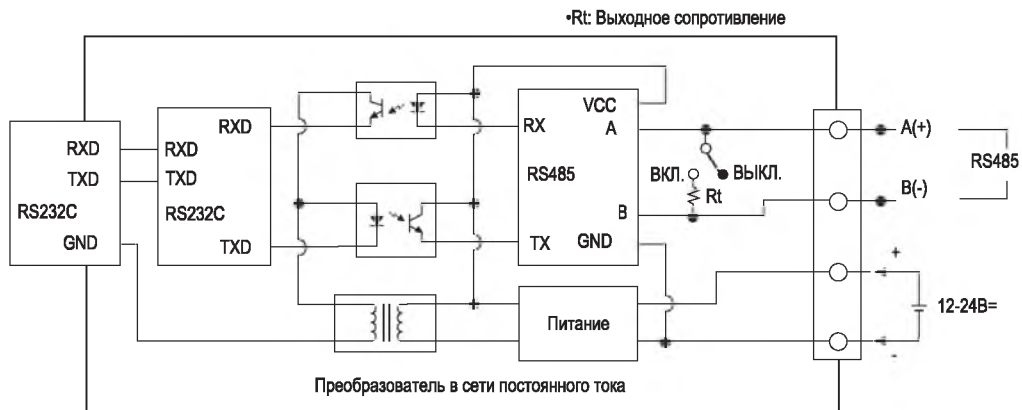 •Rt: Выходное сопротивление
RXD
TXD
RS232C
GND
RXD
RXD
TXD
RS232C
TXD
VCC
RX
A
RS485
B
TX
GND
ВКЛ.
ВЫКЛ.
Rt
A(+)
RS485
B(-)
+
12-24В=
-
Питание
Преобразователь в сети постоянного тока